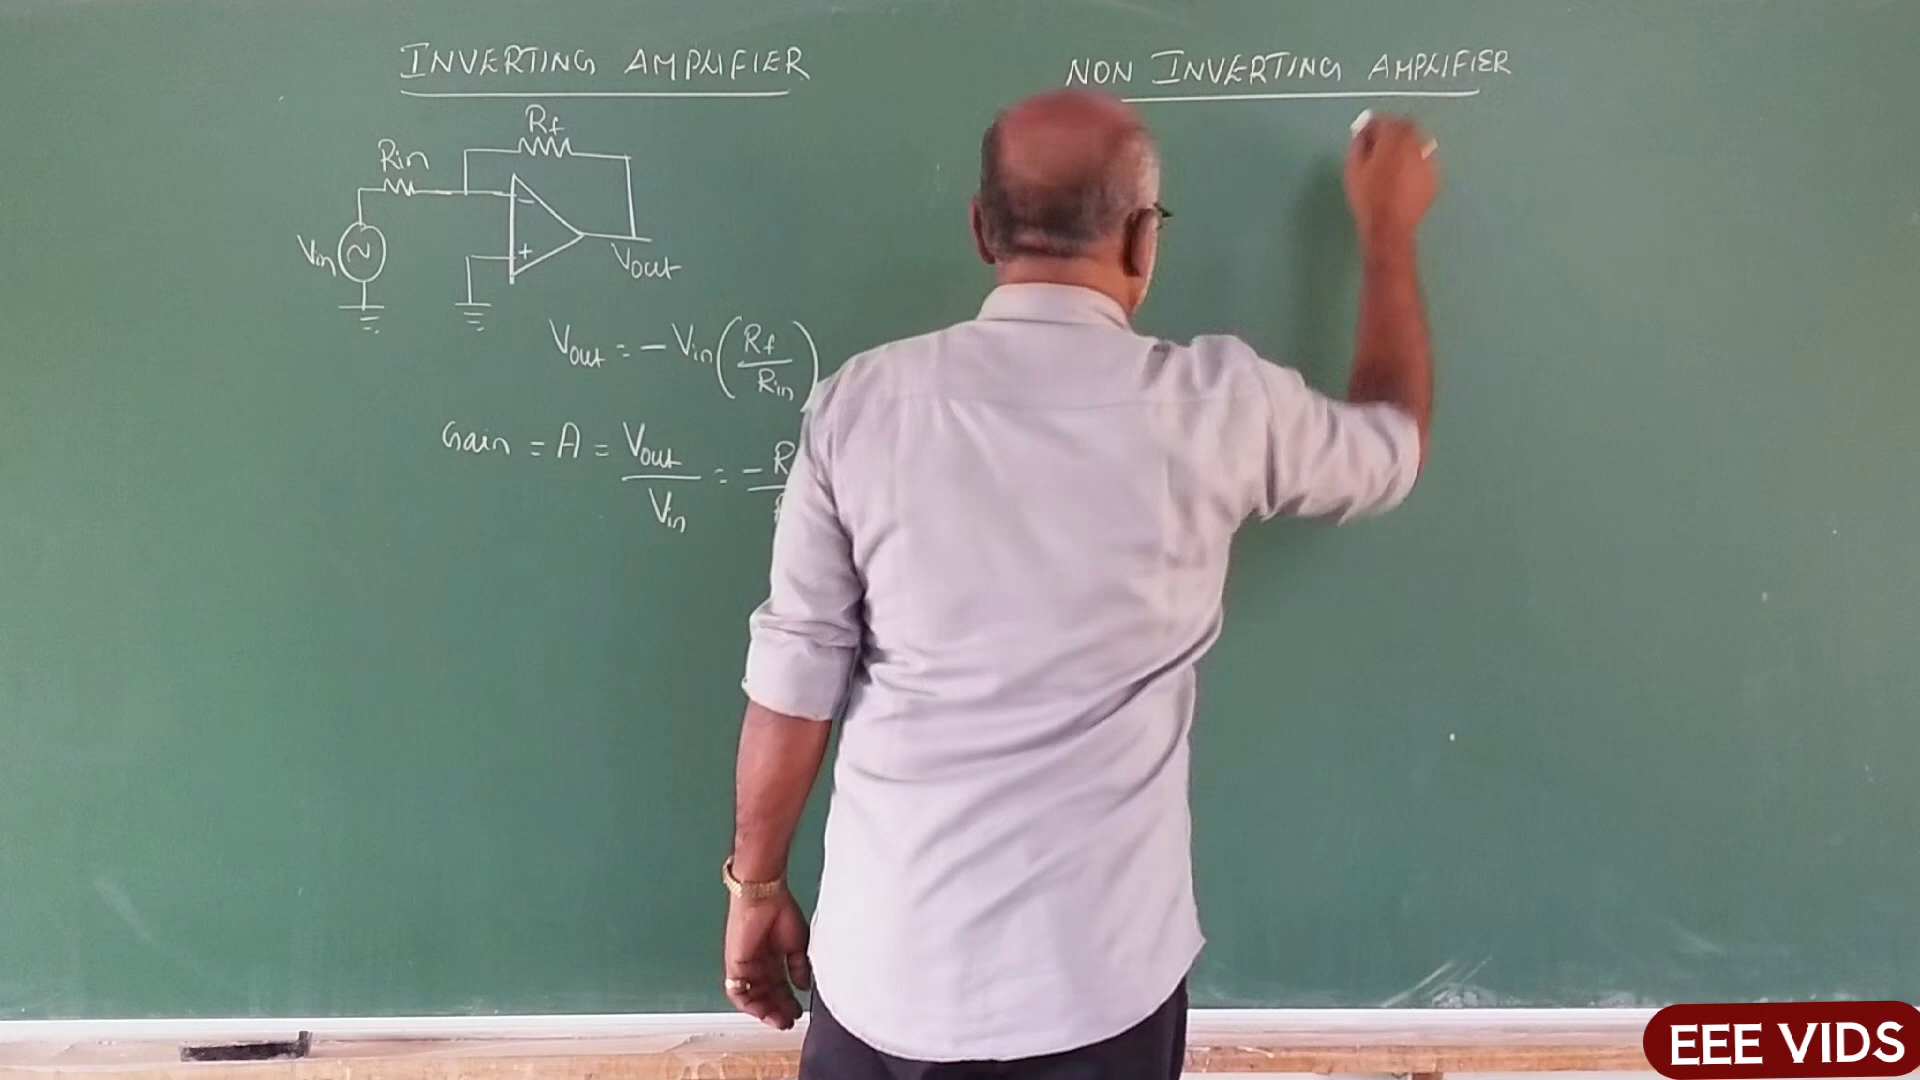 INVERTING AMPLIFIER
Rf
Rin
Vin
~
-
+
Vout
Vout = - Vin (Rf / Rin)
Gain = A = Vout / Vin = - R
NON INVERTING AMPLIFIER
EEE VIDS